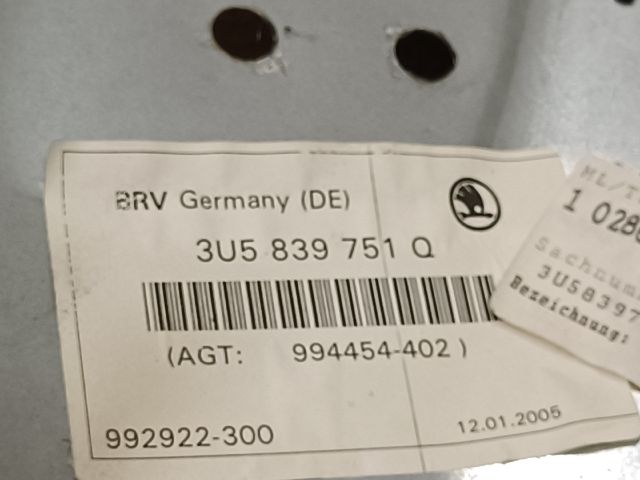 BRV Germany (DE)
3U5 839 751 Q
(AGT: 994454-402 )
992922-300
12.01.2005
ML/T
1 028
Sachnum
3U58397
Bezeichnung: